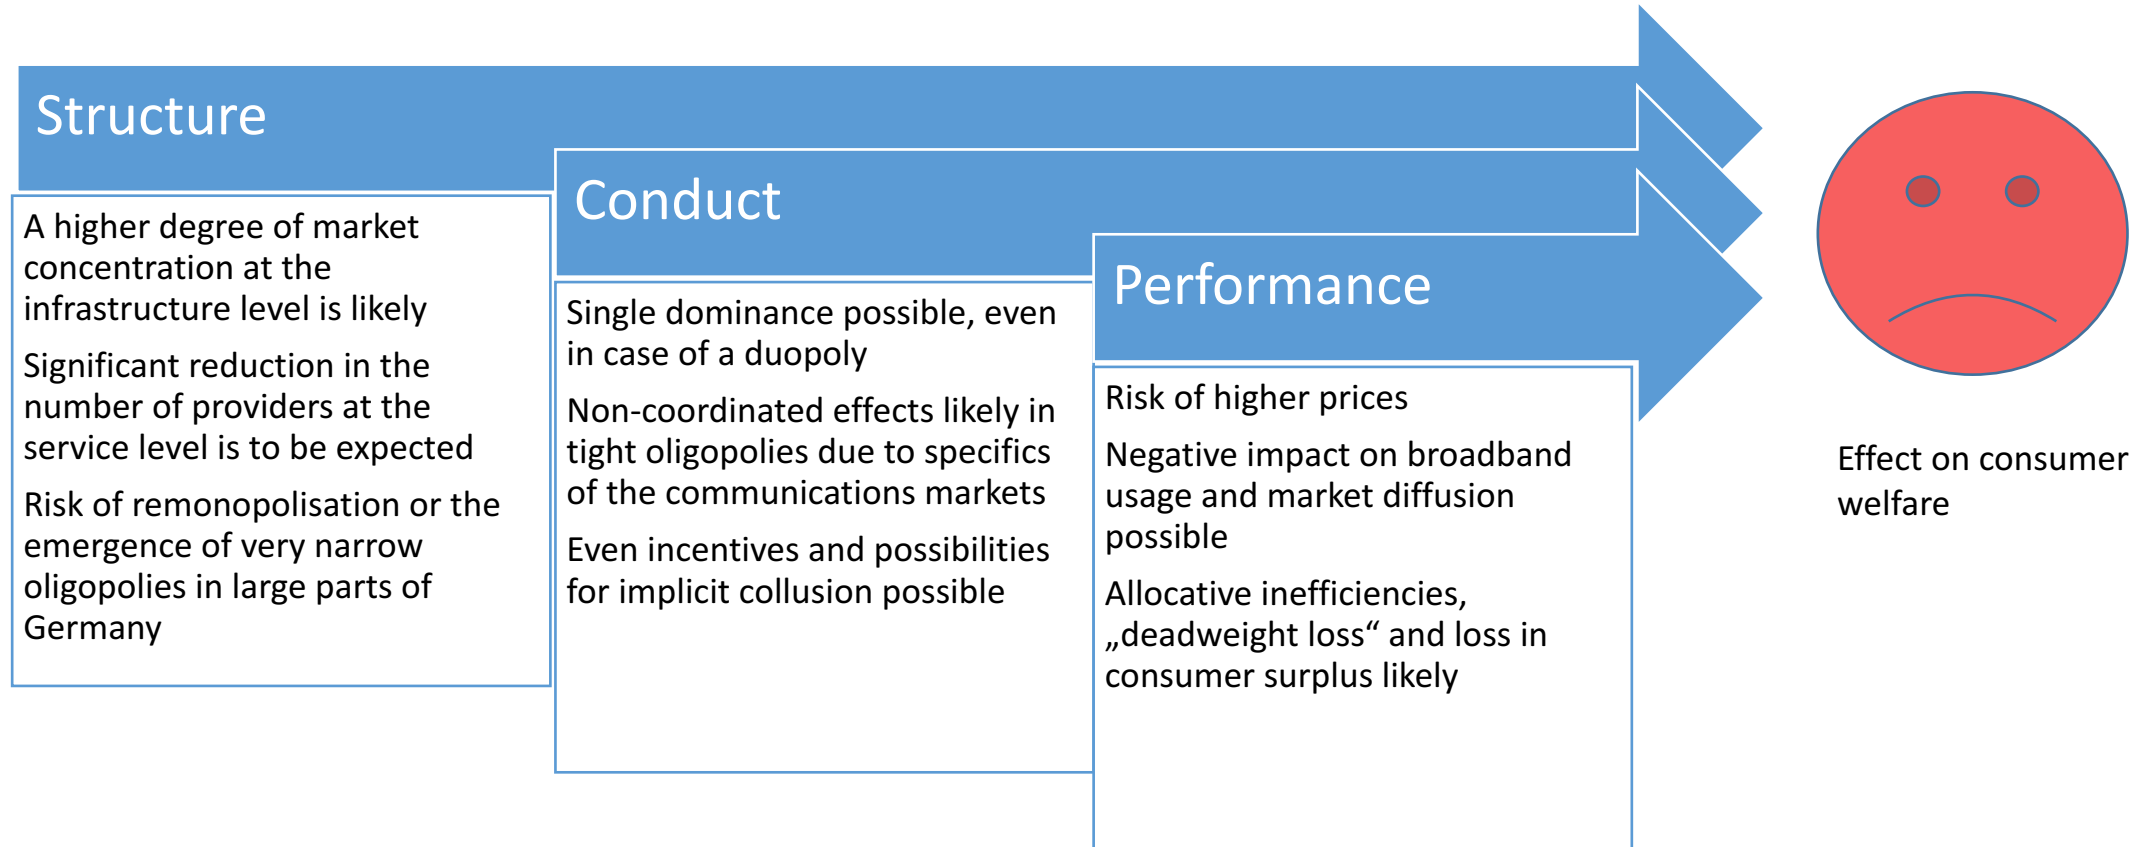 Structure
A higher degree of market
concentration at the
infrastructure level is likely
Significant reduction in the
number of providers at the
service level is to be expected
Risk of remonopolisation or the
emergence of very narrow
oligopolies in large parts of
Germany
Conduct
Single dominance possible, even
in case of a duopoly
Non-coordinated effects likely in
tight oligopolies due to specifics
of the communications markets
Even incentives and possibilities
for implicit collusion possible
Performance
Risk of higher prices
Negative impact on broadband
usage and market diffusion
possible
Allocative inefficiencies,
„deadweight loss“ and loss in
consumer surplus likely
Effect on consumer
welfare